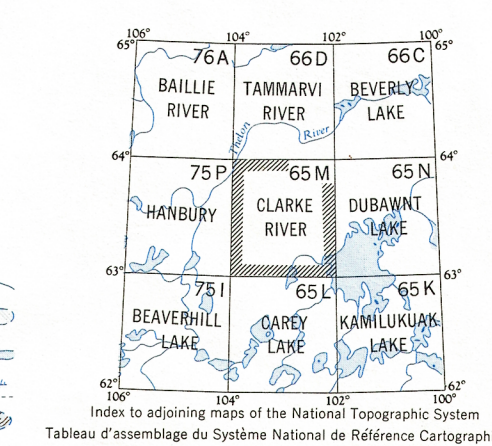 106° 104° 102° 100°
65° 76A 66D 66C 65°
BAILLIE RIVER
TAMMARVI RIVER
BEVERLY LAKE
Thelon River
64° 75P 65M 65N 64°
HANBURY
CLARKE RIVER
DUBAWNT LAKE
63° 75I 65L 65K 63°
BEAVERHILL LAKE
CAREY LAKE
KAMILUKUAK LAKE
62° 62°
106° 104° 102° 100°
Index to adjoining maps of the National Topographic System
Tableau d'assemblage du Système National de Référence Cartograph